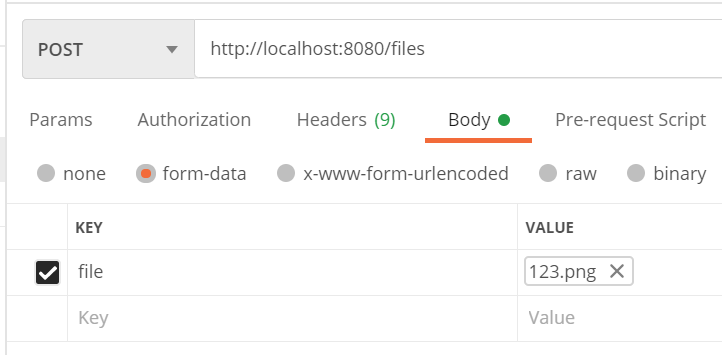 POST http://localhost:8080/files
Params Authorization Headers (9) Body Pre-request Script
none form-data x-www-form-urlencoded raw binary
KEY VALUE
file 123.png
Key Value